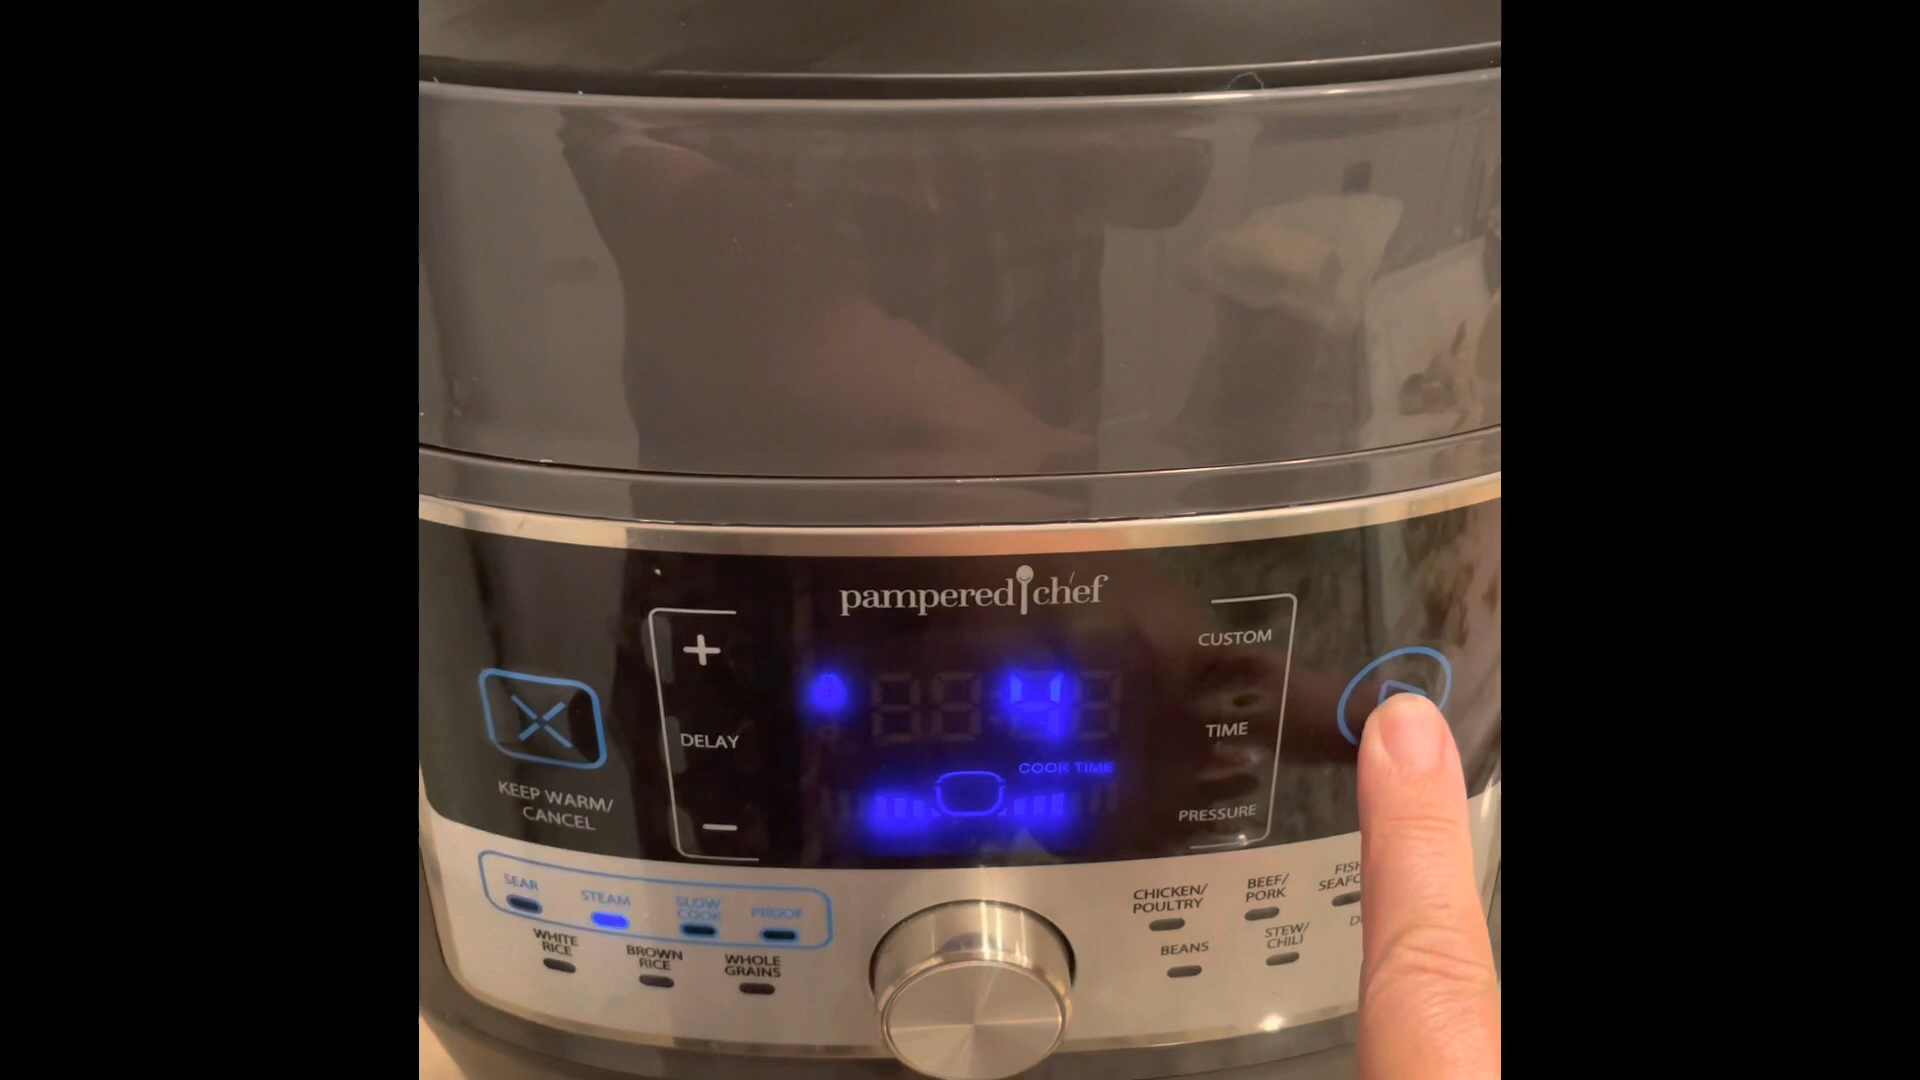 pampered chef
+
CUSTOM
DELAY
4
TIME
COOK TIME
KEEP WARM/
CANCEL
−
PRESSURE
SEAR
STEAM
SLOW
COOK
PROOF
WHITE
RICE
BROWN
RICE
WHOLE
GRAINS
CHICKEN/
POULTRY
BEEF/
PORK
BEANS
STEW/
CHILI